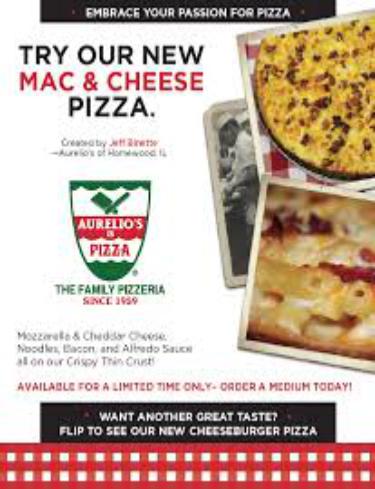 EMBRACE YOUR PASSION FOR PIZZA
TRY OUR NEW
MAC & CHEESE
PIZZA.
Created by Jeff Binette
—Aurelio's of Homewood, IL
AURELIO'S
IS
PIZZA
®
THE FAMILY PIZZERIA
SINCE 1959
Mozzarella & Cheddar Cheese,
Noodles, Bacon, and Alfredo Sauce
all on our Crispy Thin Crust!
AVAILABLE FOR A LIMITED TIME ONLY- ORDER A MEDIUM TODAY!
WANT ANOTHER GREAT TASTE?
FLIP TO SEE OUR NEW CHEESEBURGER PIZZA